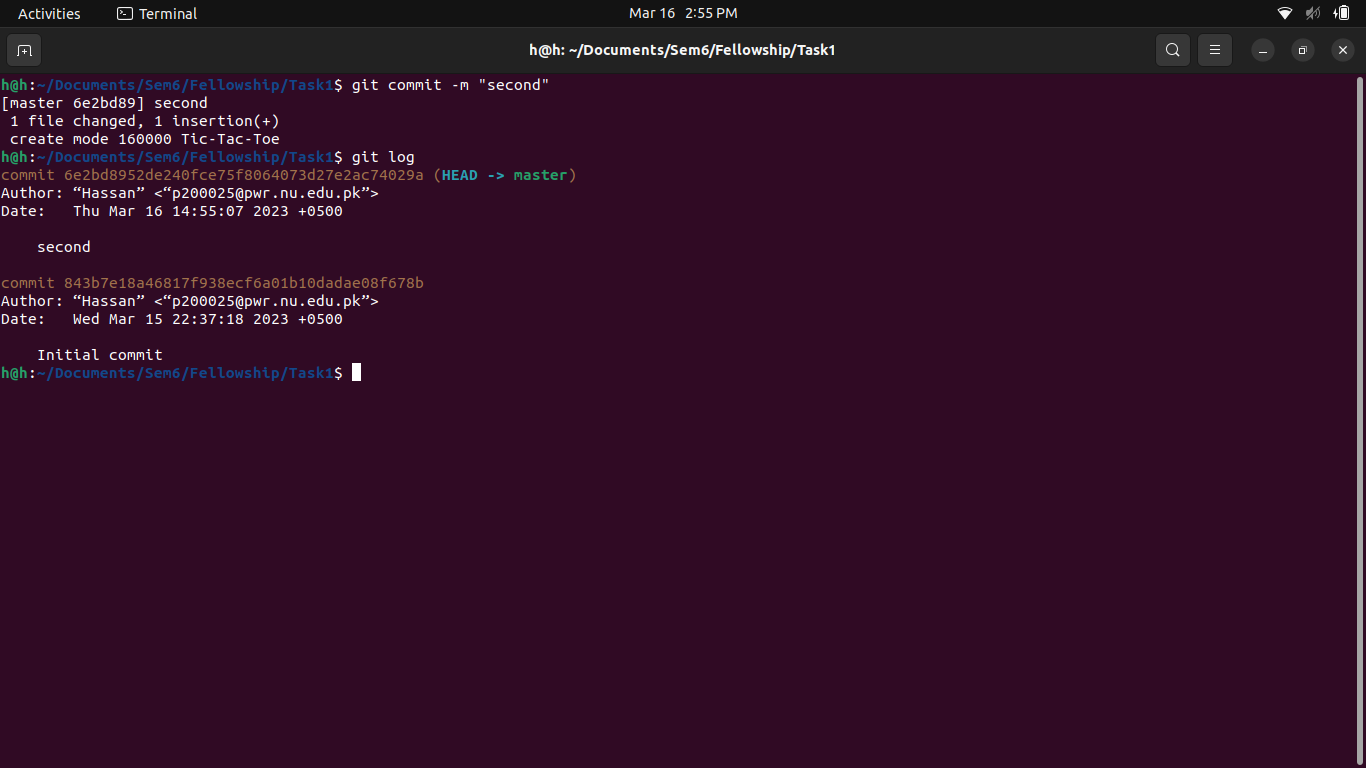 Activities Terminal Mar 16 2:55 PM
h@h: ~/Documents/Sem6/Fellowship/Task1
h@h:~/Documents/Sem6/Fellowship/Task1$ git commit -m "second"
[master 6e2bd89] second
 1 file changed, 1 insertion(+)
 create mode 160000 Tic-Tac-Toe
h@h:~/Documents/Sem6/Fellowship/Task1$ git log
commit 6e2bd8952de240fce75f8064073d27e2ac74029a (HEAD -> master)
Author: “Hassan” <“p200025@pwr.nu.edu.pk”>
Date:   Thu Mar 16 14:55:07 2023 +0500
    second
commit 843b7e18a46817f938ecf6a01b10dadae08f678b
Author: “Hassan” <“p200025@pwr.nu.edu.pk”>
Date:   Wed Mar 15 22:37:18 2023 +0500
    Initial commit
h@h:~/Documents/Sem6/Fellowship/Task1$